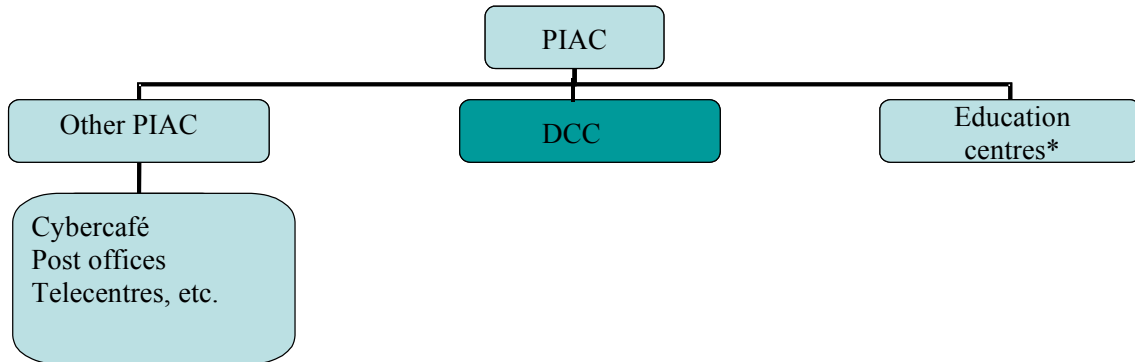 PIAC
Other PIAC
DCC
Education
centres*
Cybercafé
Post offices
Telecentres, etc.